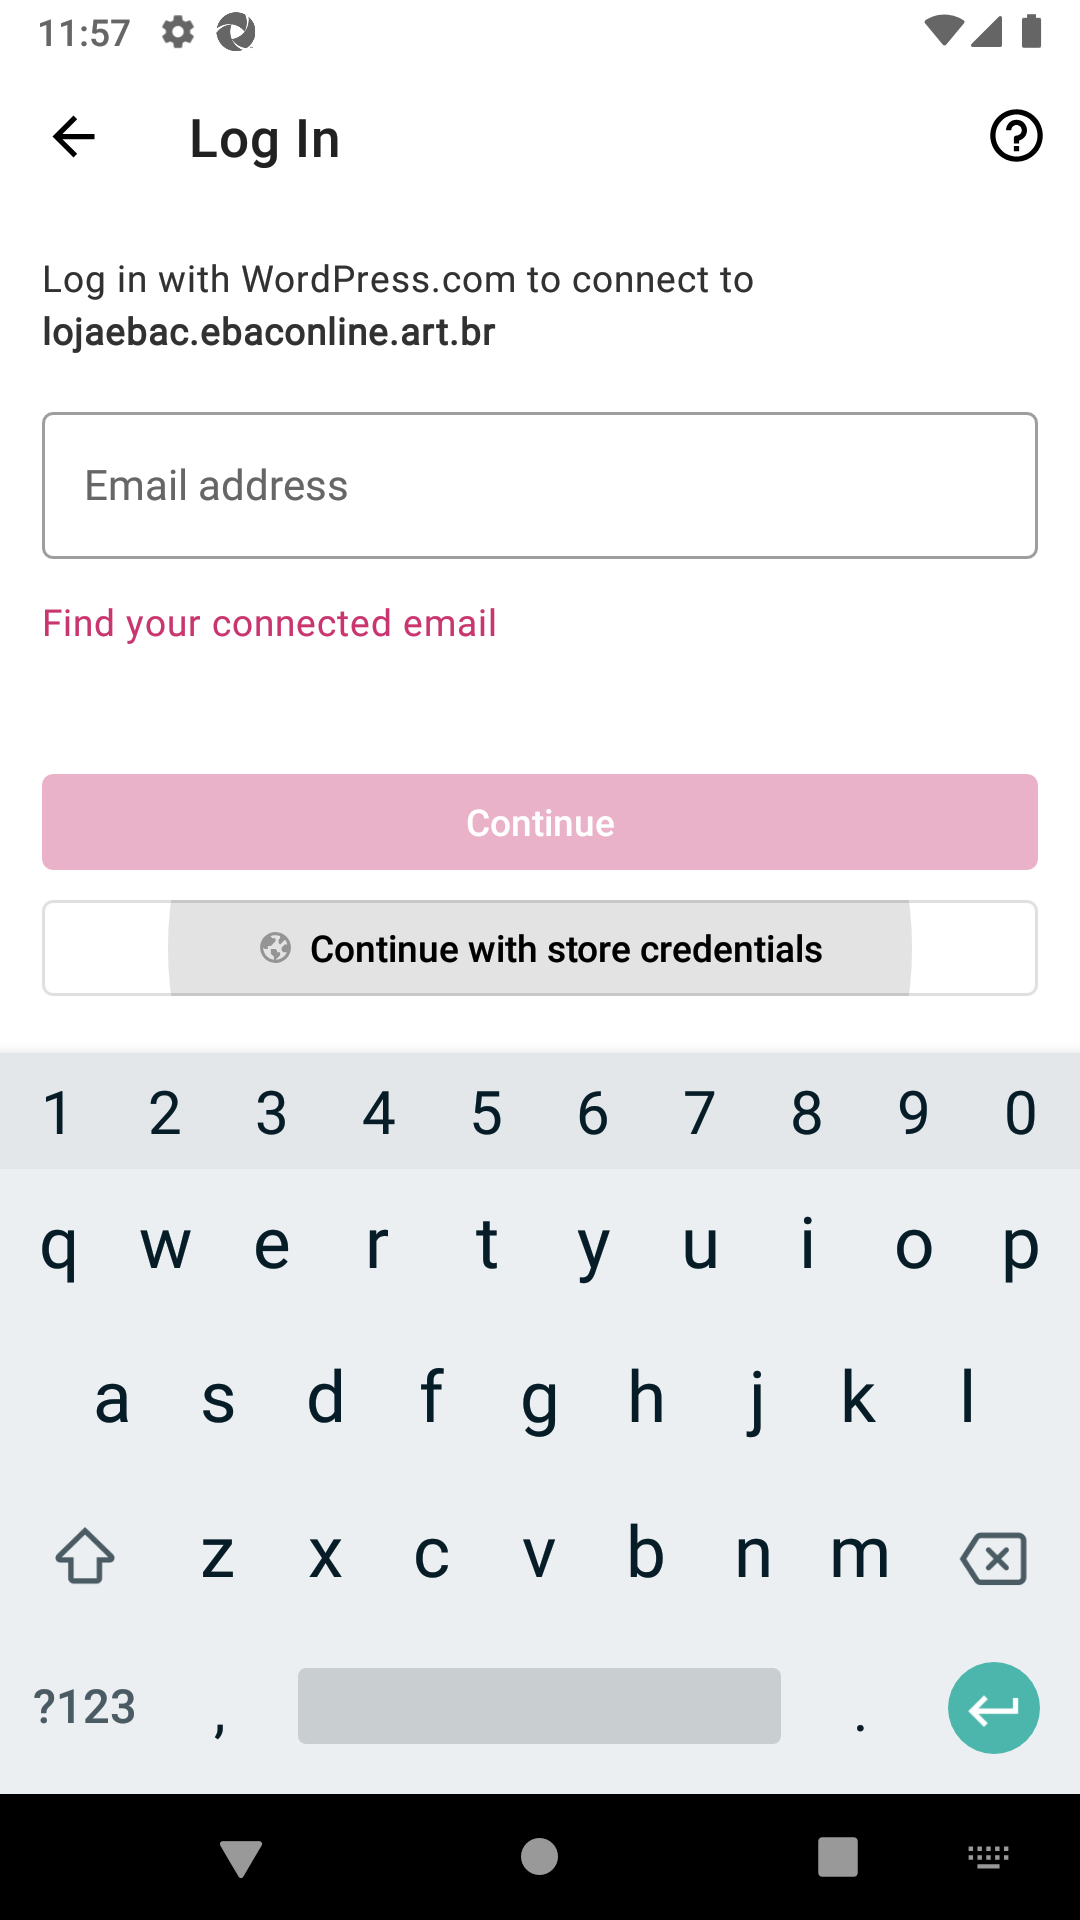 11:57
Log In
Log in with WordPress.com to connect to
lojaebac.ebaconline.art.br
Email address
Find your connected email
Continue
Continue with store credentials
1 2 3 4 5 6 7 8 9 0
q w e r t y u i o p
a s d f g h j k l
z x c v b n m
?123 , .